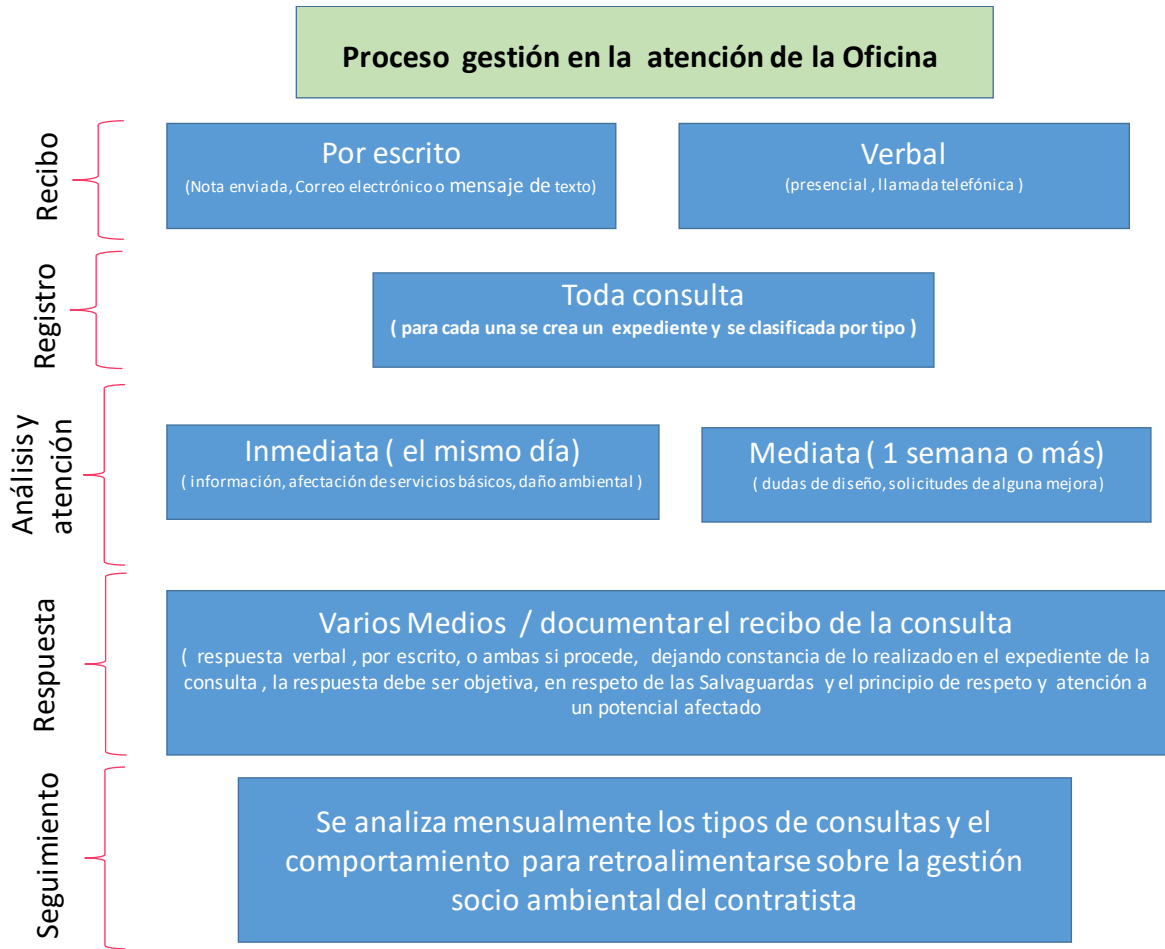 Proceso gestión en la atención de la Oficina
Recibo
Por escrito
(Nota enviada, Correo electrónico o mensaje de texto)
Verbal
(presencial , llamada telefónica )
Registro
Toda consulta
( para cada una se crea un expediente y se clasificada por tipo )
Análisis y
atención
Inmediata ( el mismo día)
( información, afectación de servicios básicos, daño ambiental )
Mediata ( 1 semana o más)
( dudas de diseño, solicitudes de alguna mejora)
Respuesta
Varios Medios / documentar el recibo de la consulta
( respuesta verbal , por escrito, o ambas si procede, dejando constancia de lo realizado en el expediente de la
consulta , la respuesta debe ser objetiva, en respeto de las Salvaguardas y el principio de respeto y atención a
un potencial afectado
Seguimiento
Se analiza mensualmente los tipos de consultas y el
comportamiento para retroalimentarse sobre la gestión
socio ambiental del contratista